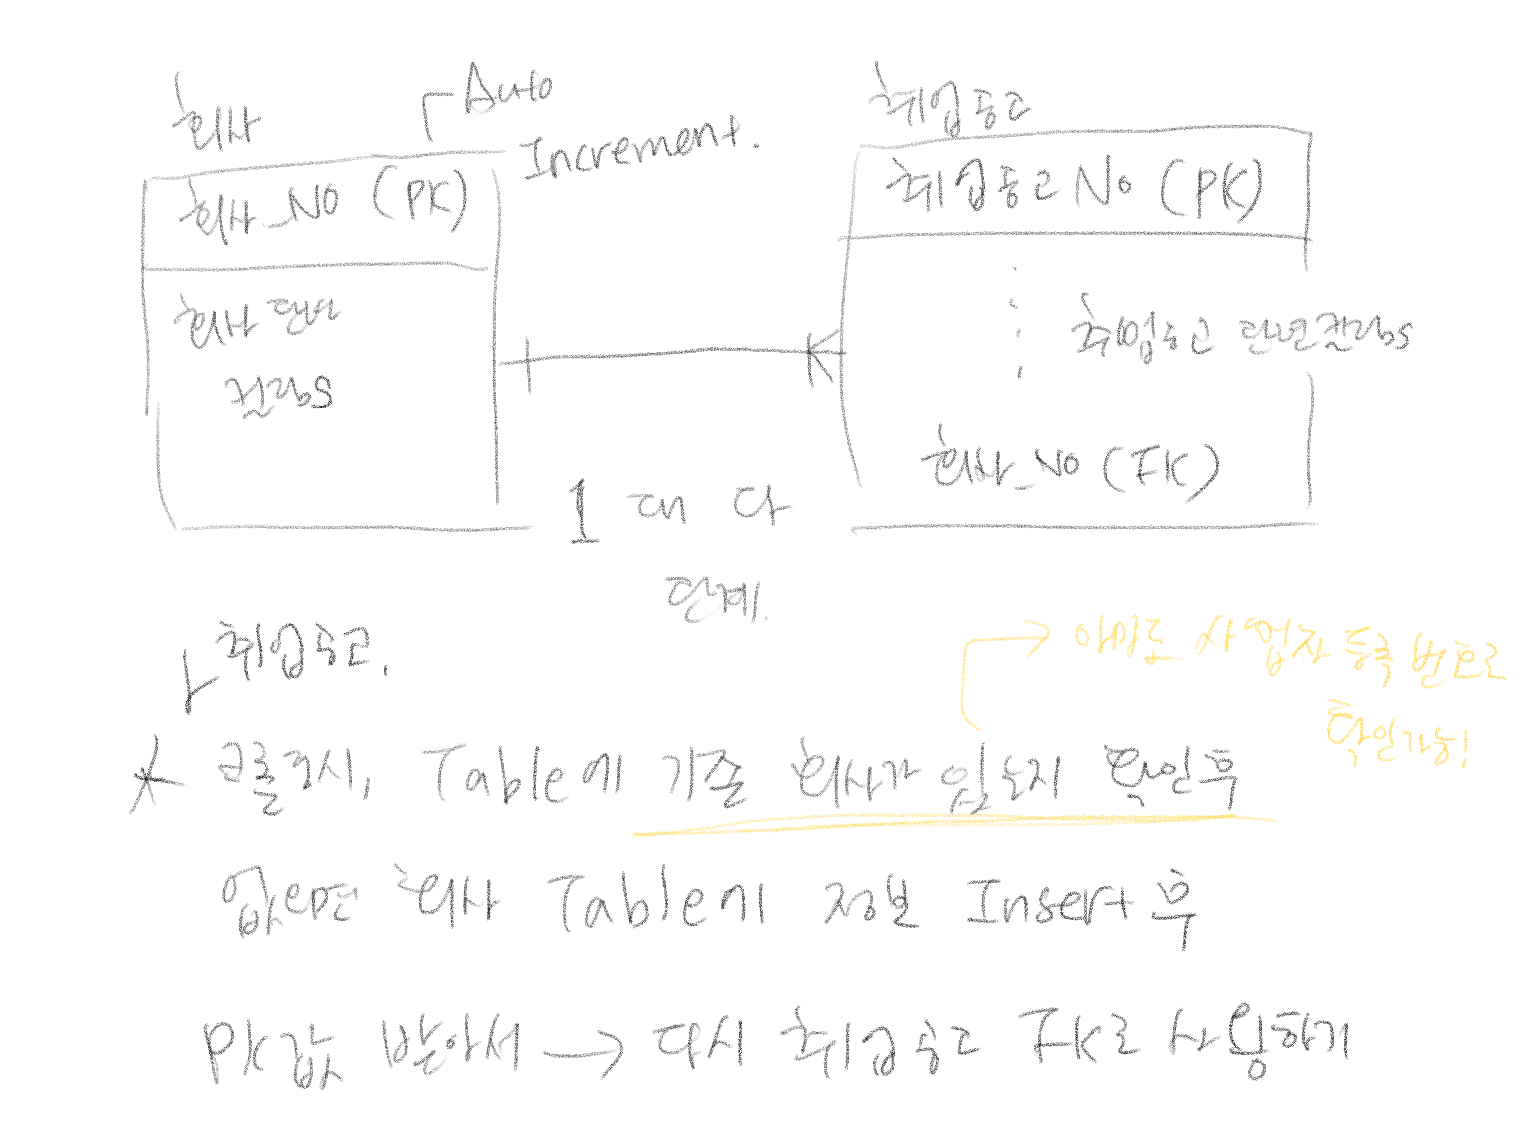 회사
Auto
Increment.
회사_No (PK)
회사 관련
컬럼s
취업공고
취업공고 No (PK)
취업공고 관련컬럼s
회사_No (FK)
1 대 다
관계.
취업공고.
크롤링시, Table에 기존 회사가 있는지 확인후
아마도 사업자 등록 번호로
확인가능!
없으면 회사 Table에 정보 Insert 후
PK값 받아서 → 다시 취업공고 FK로 사용하기